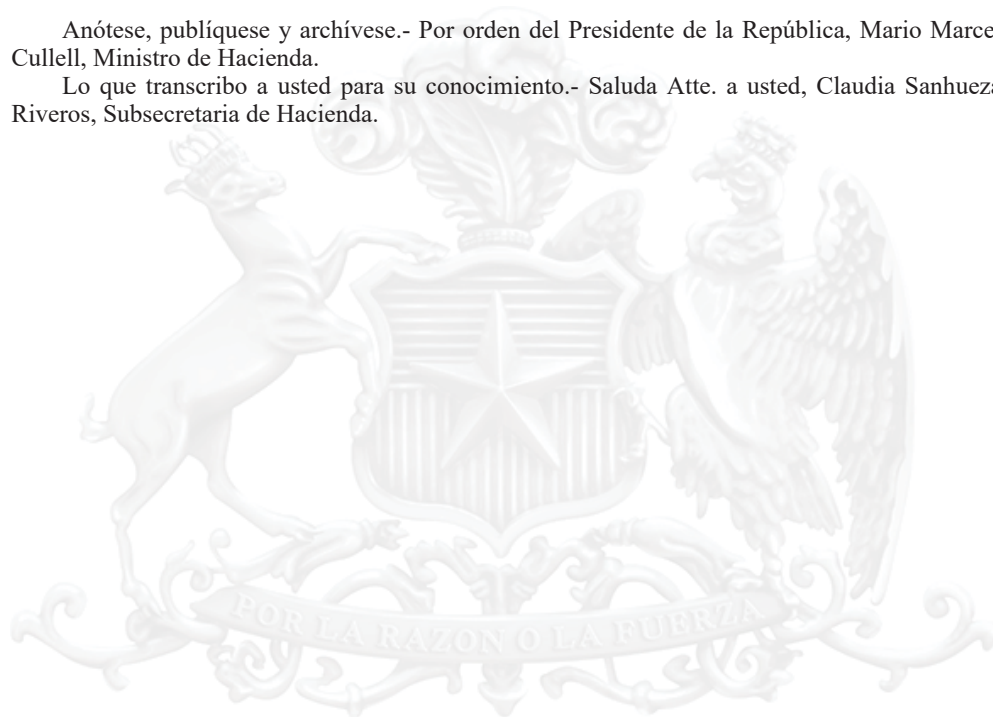 Anótese, publíquese y archívese.- Por orden del Presidente de la República, Mario Marcel
Cullell, Ministro de Hacienda.
Lo que transcribo a usted para su conocimiento.- Saluda Atte. a usted, Claudia Sanhueza
Riveros, Subsecretaria de Hacienda.
POR LA RAZON O LA FUERZA